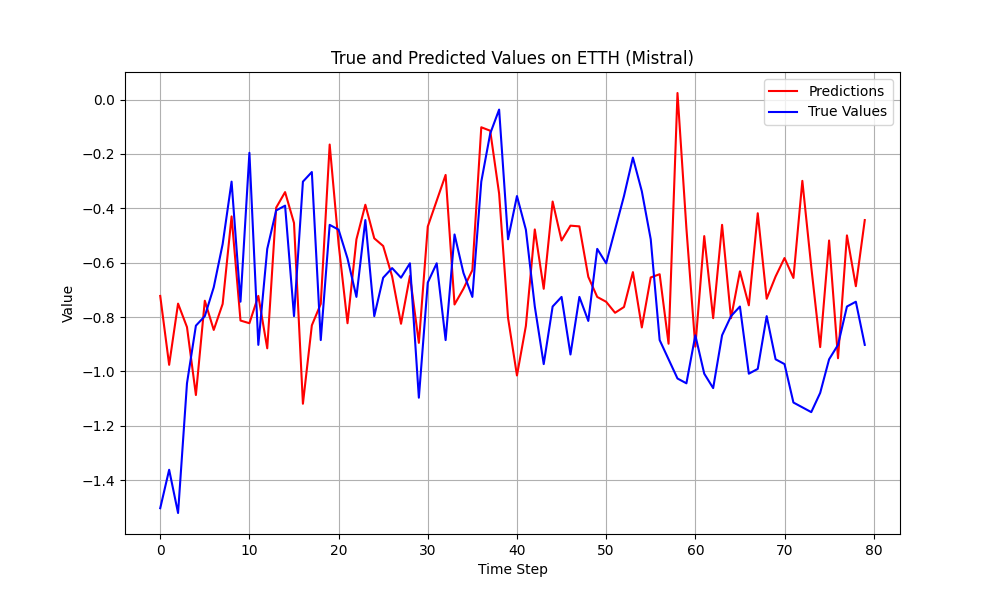 True and Predicted Values on ETTH (Mistral)
Predictions
True Values
Value
0.0
−0.2
−0.4
−0.6
−0.8
−1.0
−1.2
−1.4
0 10 20 30 40 50 60 70 80
Time Step